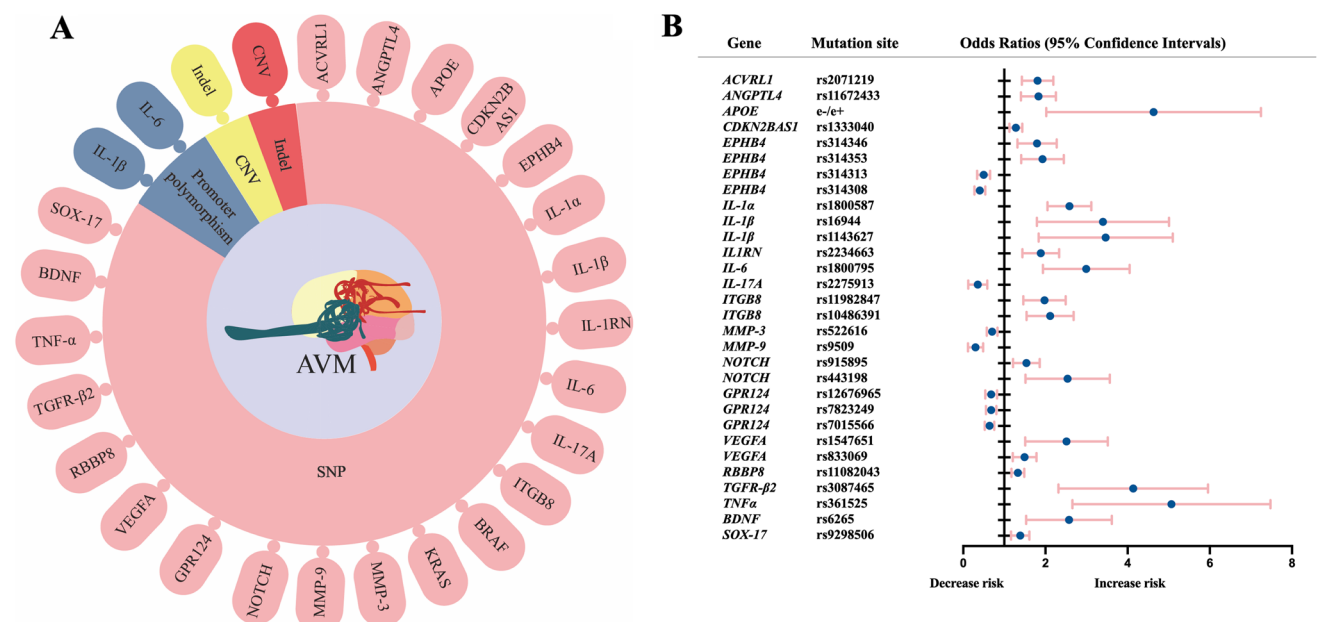 A
CNV
ACVRL1
ANGPTL4
APOE
CDKN2B
AS1
EPHB4
IL-1α
IL-1β
IL-1RN
IL-6
IL-17A
ITGB8
BRAF
KRAS
MMP-3
MMP-9
NOTCH
GPR124
VEGFA
RBBP8
TGFR-β2
TNF-α
BDNF
SOX-17
IL-1β
IL-6
Indel
Promoter
polymorphism
CNV
Indel
AVM
SNP
B
Gene Mutation site Odds Ratios (95% Confidence Intervals)
ACVRL1 rs2071219
ANGPTL4 rs11672433
APOE e-/e+
CDKN2BAS1 rs1333040
EPHB4 rs314346
EPHB4 rs314353
EPHB4 rs314313
EPHB4 rs314308
IL-1α rs1800587
IL-1β rs16944
IL-1β rs1143627
IL1RN rs2234663
IL-6 rs1800795
IL-17A rs2275913
ITGB8 rs11982847
ITGB8 rs10486391
MMP-3 rs522616
MMP-9 rs9509
NOTCH rs915895
NOTCH rs443198
GPR124 rs12676965
GPR124 rs7823249
GPR124 rs7015566
VEGFA rs1547651
VEGFA rs833069
RBBP8 rs11082043
TGFR-β2 rs3087465
TNFα rs361525
BDNF rs6265
SOX-17 rs9298506
0 2 4 6 8
Decrease risk Increase risk